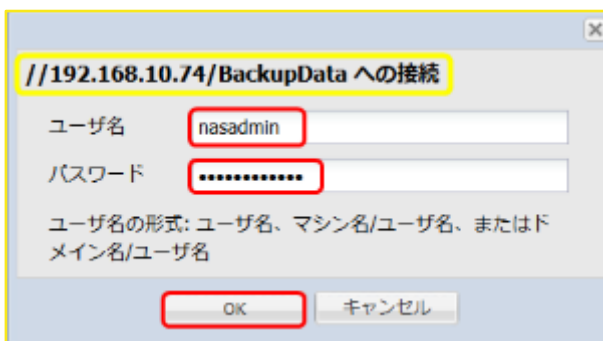 //192.168.10.74/BackupData への接続
ユーザ名 nasadmin
パスワード ••••••••••••
ユーザ名の形式: ユーザ名、マシン名/ユーザ名、またはド
メイン名/ユーザ名
OK キャンセル